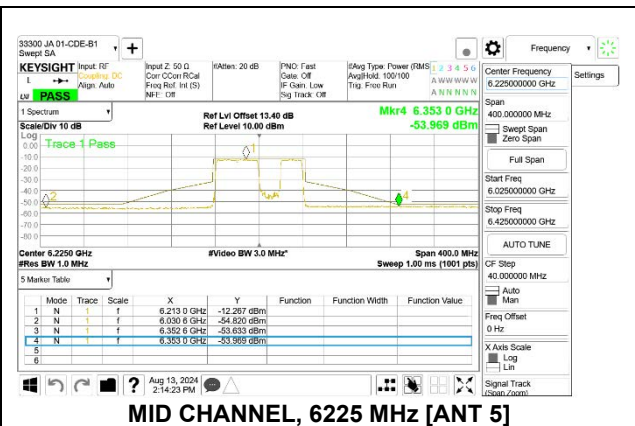 33300 JA 01-CDE-B1
Swept SA
Frequency
Settings
KEYSIGHT
L
PASS
Input: RF
Coupling: DC
Align: Auto
Input Z: 50 Ω
Corr CCorr RCal
Freq Ref: Int (S)
NFE: Off
#Atten: 20 dB
PNO: Fast
Gate: Off
IF Gain: Low
Sig Track: Off
#Avg Type: Power (RMS
Avg|Hold: 100/100
Trig: Free Run
1 2 3 4 5 6
A W W W W W
A N N N N N
1 Spectrum
Scale/Div 10 dB
Ref Lvl Offset 13.40 dB
Ref Level 10.00 dBm
Mkr4 6.353 0 GHz
-53.969 dBm
Log
Trace 1 Pass
0.00
-10.0
-20.0
-30.0
-40.0
-50.0
-60.0
-70.0
-80.0
1
2
4
Center 6.2250 GHz
#Res BW 1.0 MHz
#Video BW 3.0 MHz*
Span 400.0 MHz
Sweep 1.00 ms (1001 pts)
5 Marker Table
Mode Trace Scale X Y Function Function Width Function Value
1 N 1 f 6.213 0 GHz -12.267 dBm
2 N 1 f 6.030 6 GHz -54.820 dBm
3 N 1 f 6.352 6 GHz -53.633 dBm
4 N 1 f 6.353 0 GHz -53.969 dBm
5
6
Aug 13, 2024
2:14:23 PM
Center Frequency
6.225000000 GHz
Span
400.000000 MHz
Swept Span
Zero Span
Full Span
Start Freq
6.025000000 GHz
Stop Freq
6.425000000 GHz
AUTO TUNE
CF Step
40.000000 MHz
Auto
Man
Freq Offset
0 Hz
X Axis Scale
Log
Lin
Signal Track
(Span Zoom)
MID CHANNEL, 6225 MHz [ANT 5]